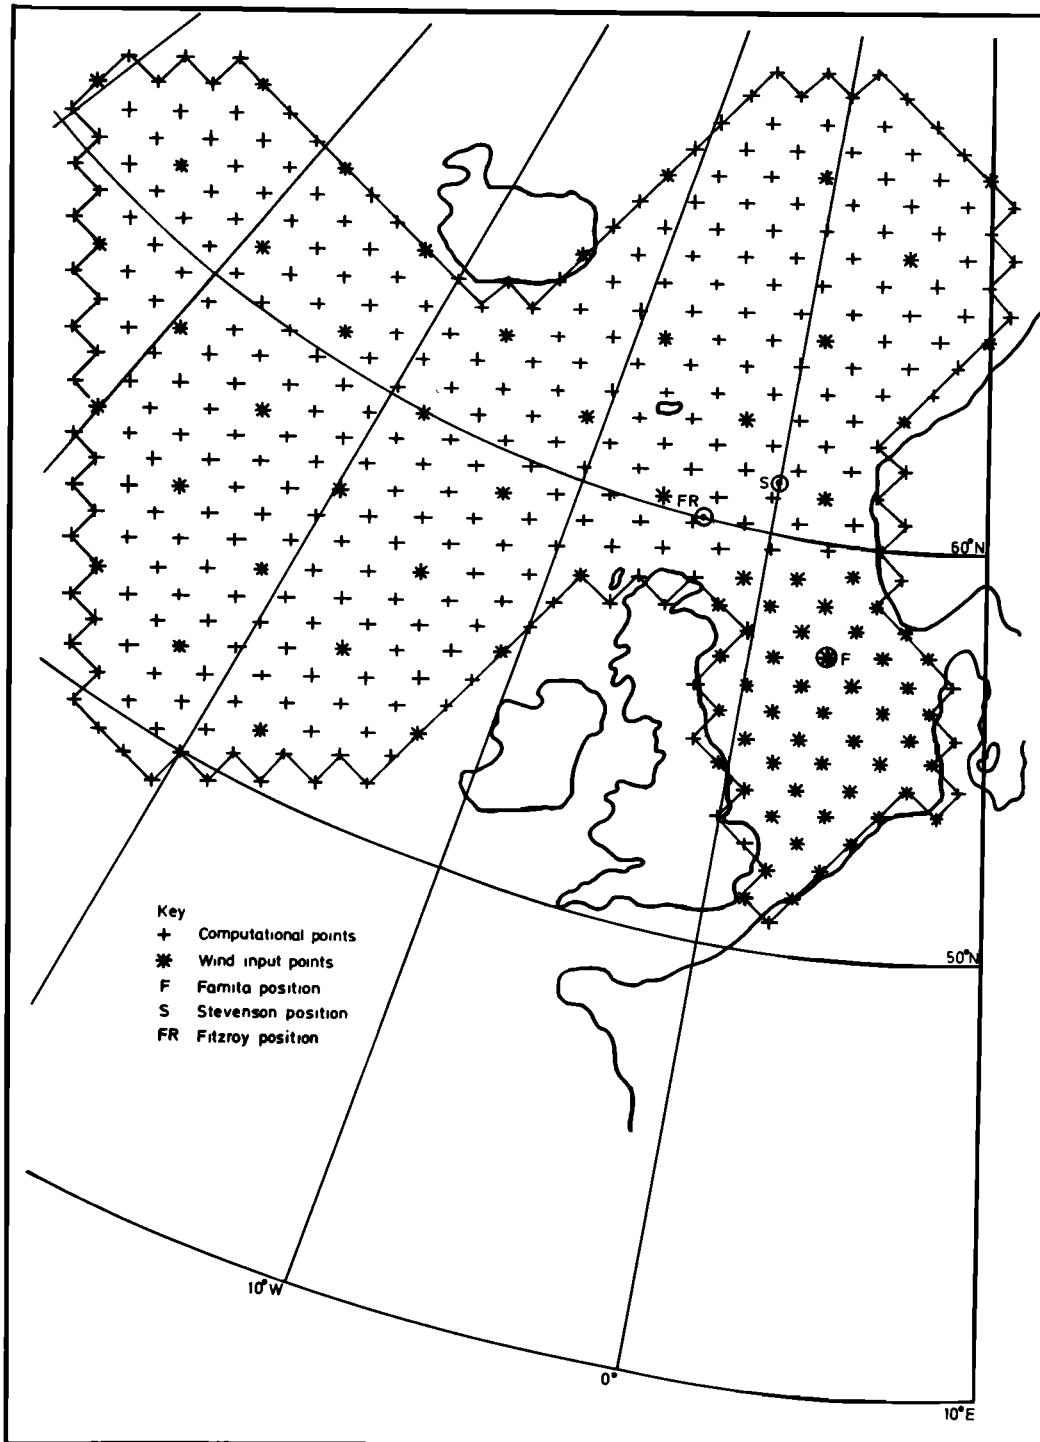 S
FR
60°N
F
50°N
Key
+ Computational points
✳ Wind input points
F Famita position
S Stevenson position
FR Fitzroy position
10°W
0°
10°E